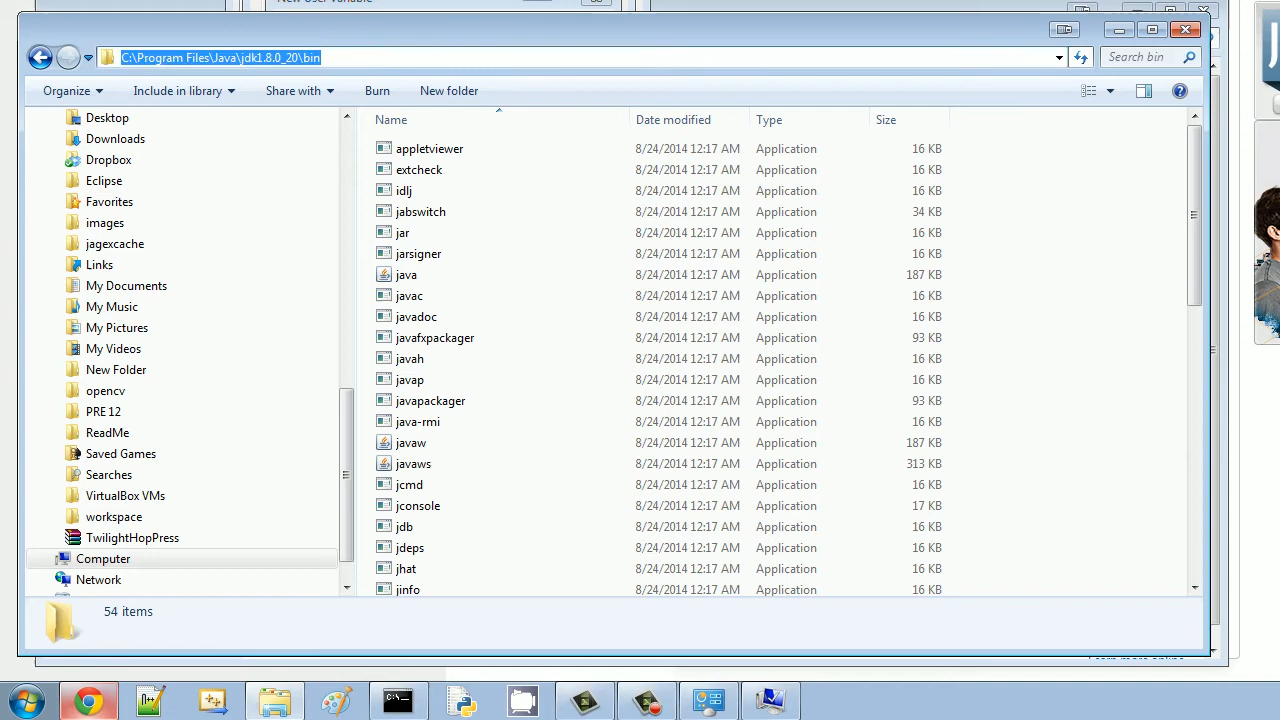 New User Variable
C:\Program Files\Java\jdk1.8.0_20\bin
Search bin
Organize Include in library Share with Burn New folder
Desktop
Downloads
Dropbox
Eclipse
Favorites
images
jagexcache
Links
My Documents
My Music
My Pictures
My Videos
New Folder
opencv
PRE 12
ReadMe
Saved Games
Searches
VirtualBox VMs
workspace
TwilightHopPress
Computer
Network
Name Date modified Type Size
appletviewer 8/24/2014 12:17 AM Application 16 KB
extcheck 8/24/2014 12:17 AM Application 16 KB
idlj 8/24/2014 12:17 AM Application 16 KB
jabswitch 8/24/2014 12:17 AM Application 34 KB
jar 8/24/2014 12:17 AM Application 16 KB
jarsigner 8/24/2014 12:17 AM Application 16 KB
java 8/24/2014 12:17 AM Application 187 KB
javac 8/24/2014 12:17 AM Application 16 KB
javadoc 8/24/2014 12:17 AM Application 16 KB
javafxpackager 8/24/2014 12:17 AM Application 93 KB
javah 8/24/2014 12:17 AM Application 16 KB
javap 8/24/2014 12:17 AM Application 16 KB
javapackager 8/24/2014 12:17 AM Application 93 KB
java-rmi 8/24/2014 12:17 AM Application 16 KB
javaw 8/24/2014 12:17 AM Application 187 KB
javaws 8/24/2014 12:17 AM Application 313 KB
jcmd 8/24/2014 12:17 AM Application 16 KB
jconsole 8/24/2014 12:17 AM Application 17 KB
jdb 8/24/2014 12:17 AM Application 16 KB
jdeps 8/24/2014 12:17 AM Application 16 KB
jhat 8/24/2014 12:17 AM Application 16 KB
jinfo 8/24/2014 12:17 AM Application 16 KB
54 items
J
C:\